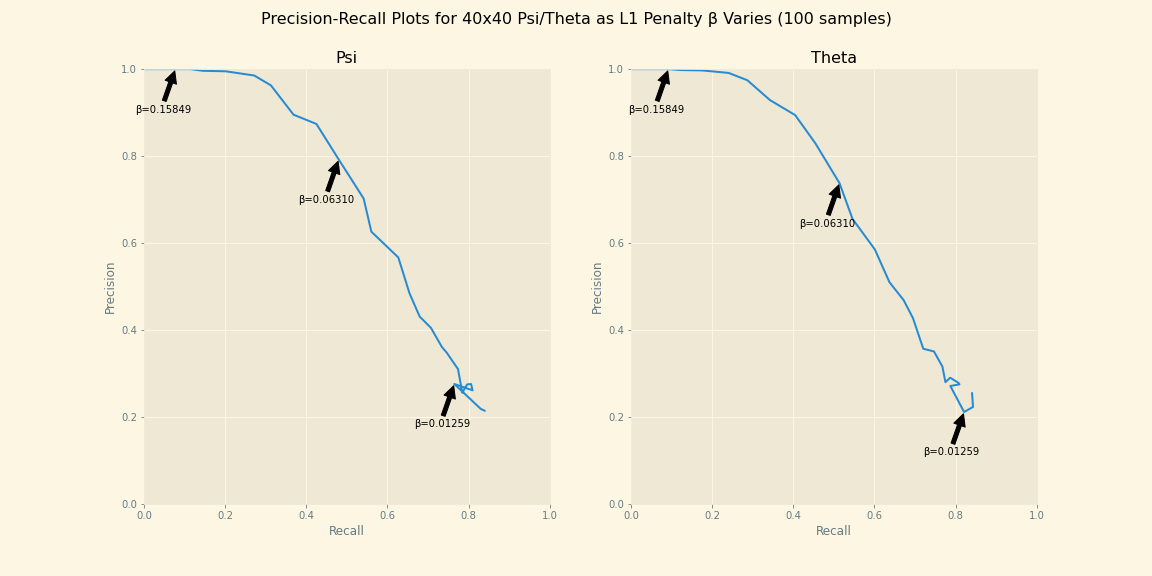 Precision-Recall Plots for 40x40 Psi/Theta as L1 Penalty β Varies (100 samples)
Psi
1.0
0.8
0.6
0.4
0.2
0.0
Precision
β=0.15849
β=0.06310
β=0.01259
0.0 0.2 0.4 0.6 0.8 1.0
Recall
Theta
1.0
0.8
0.6
0.4
0.2
0.0
Precision
β=0.15849
β=0.06310
β=0.01259
0.0 0.2 0.4 0.6 0.8 1.0
Recall